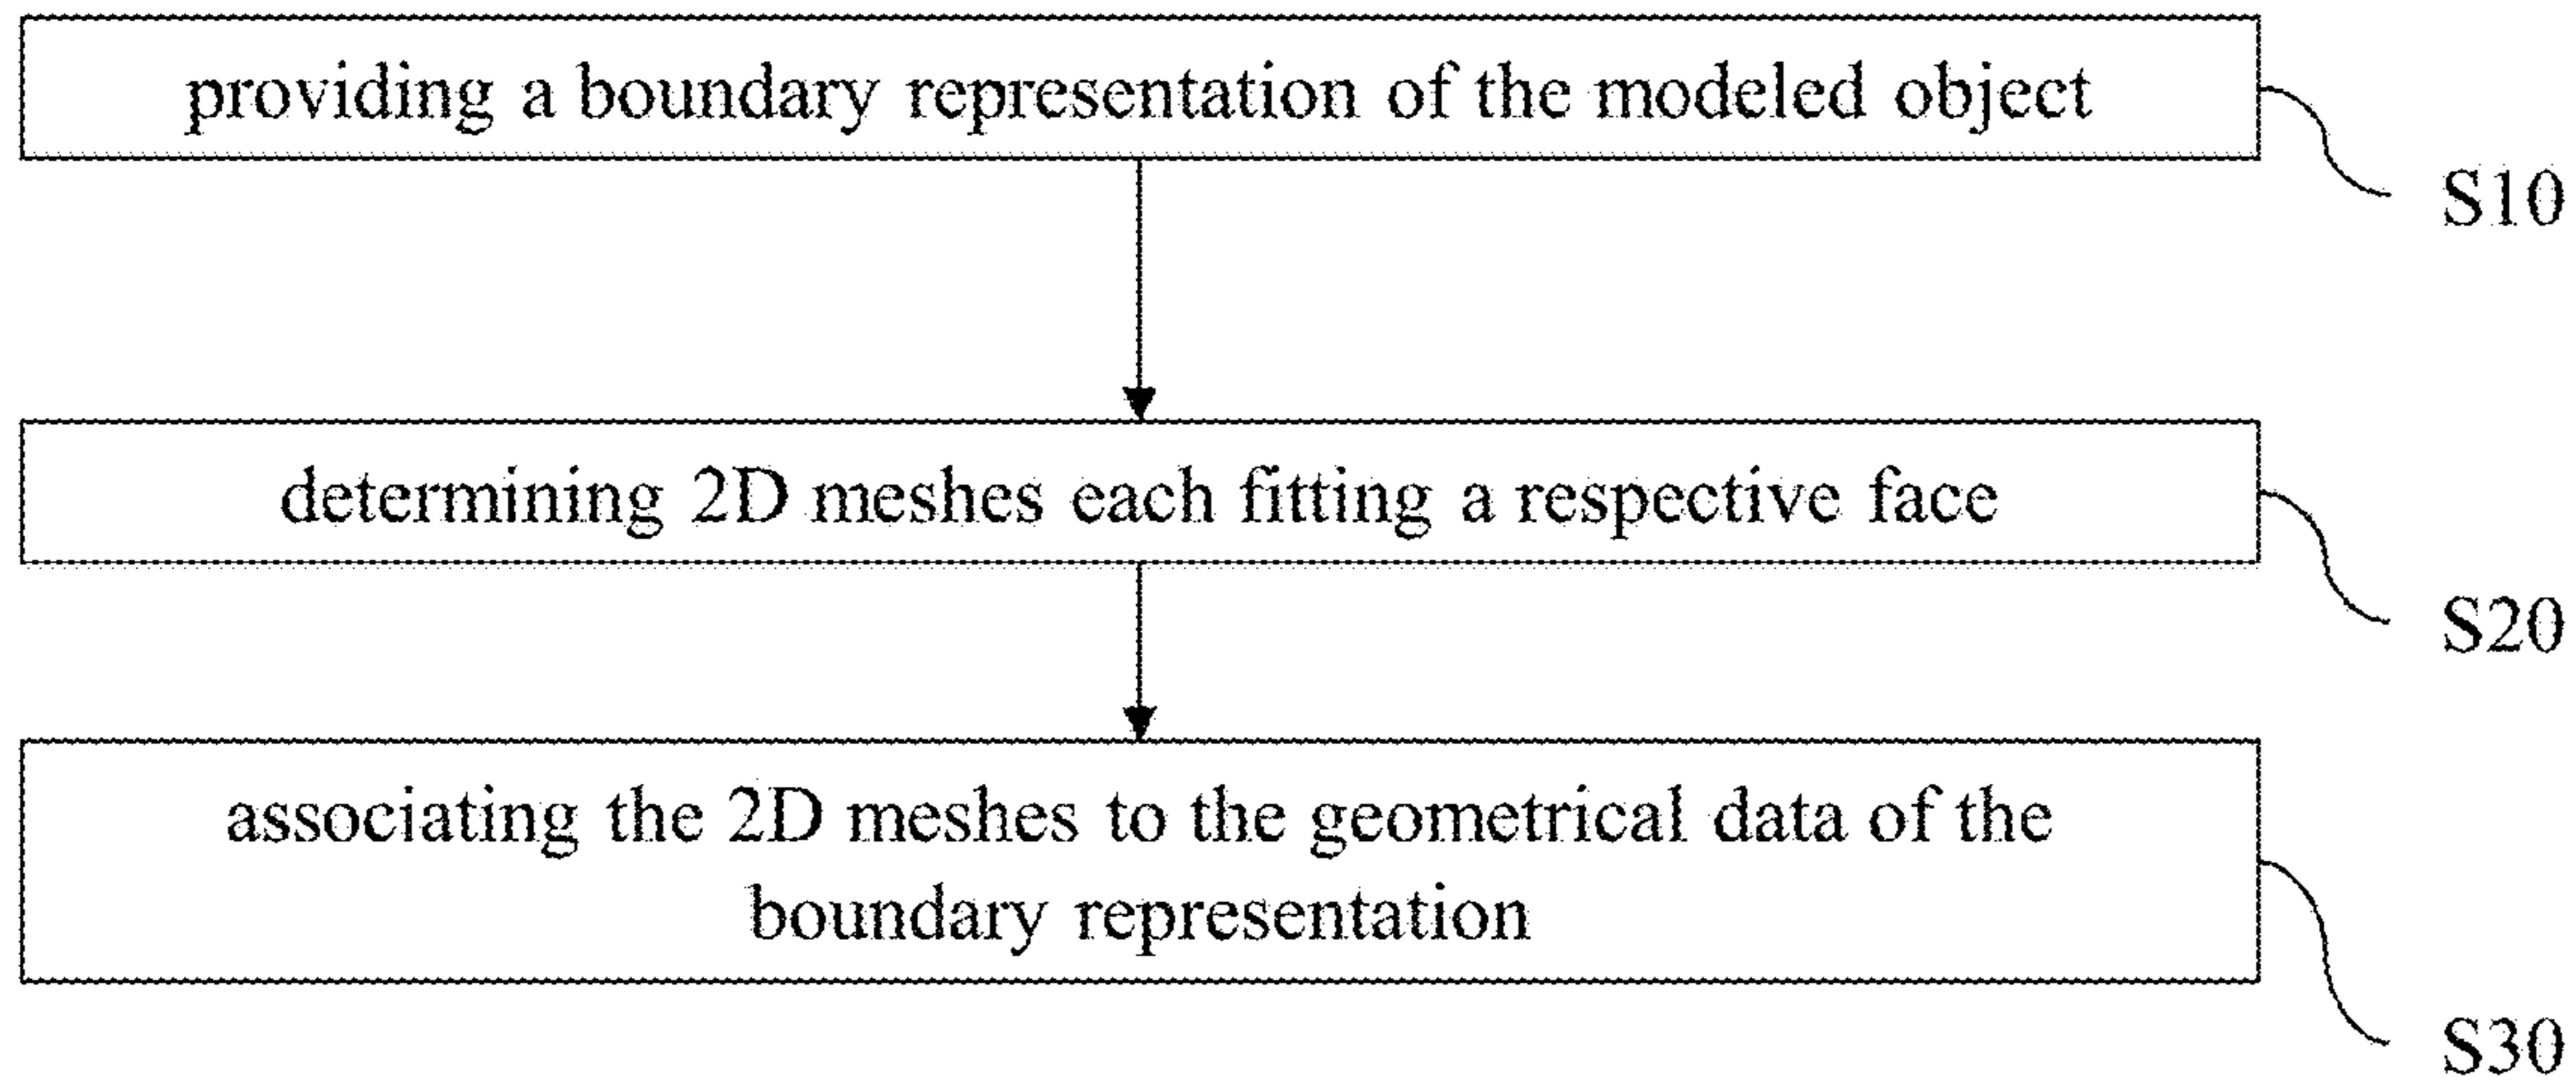 providing a boundary representation of the modeled object
S10
determining 2D meshes each fitting a respective face
S20
associating the 2D meshes to the geometrical data of the
boundary representation
S30